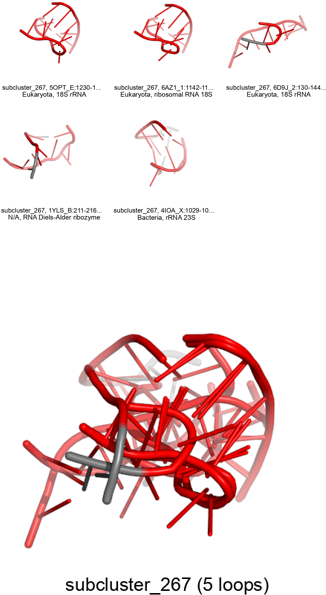 subcluster_267, 5OPT_E:1230-1...
Eukaryota, 18S rRNA
subcluster_267, 6AZ1_1:1142-11...
Eukaryota, ribosomal RNA 18S
subcluster_267, 6D9J_2:130-144...
Eukaryota, 18S rRNA
subcluster_267, 1YLS_B:211-216...
N/A, RNA Diels-Alder ribozyme
subcluster_267, 4IOA_X:1029-10...
Bacteria, rRNA 23S
subcluster_267 (5 loops)